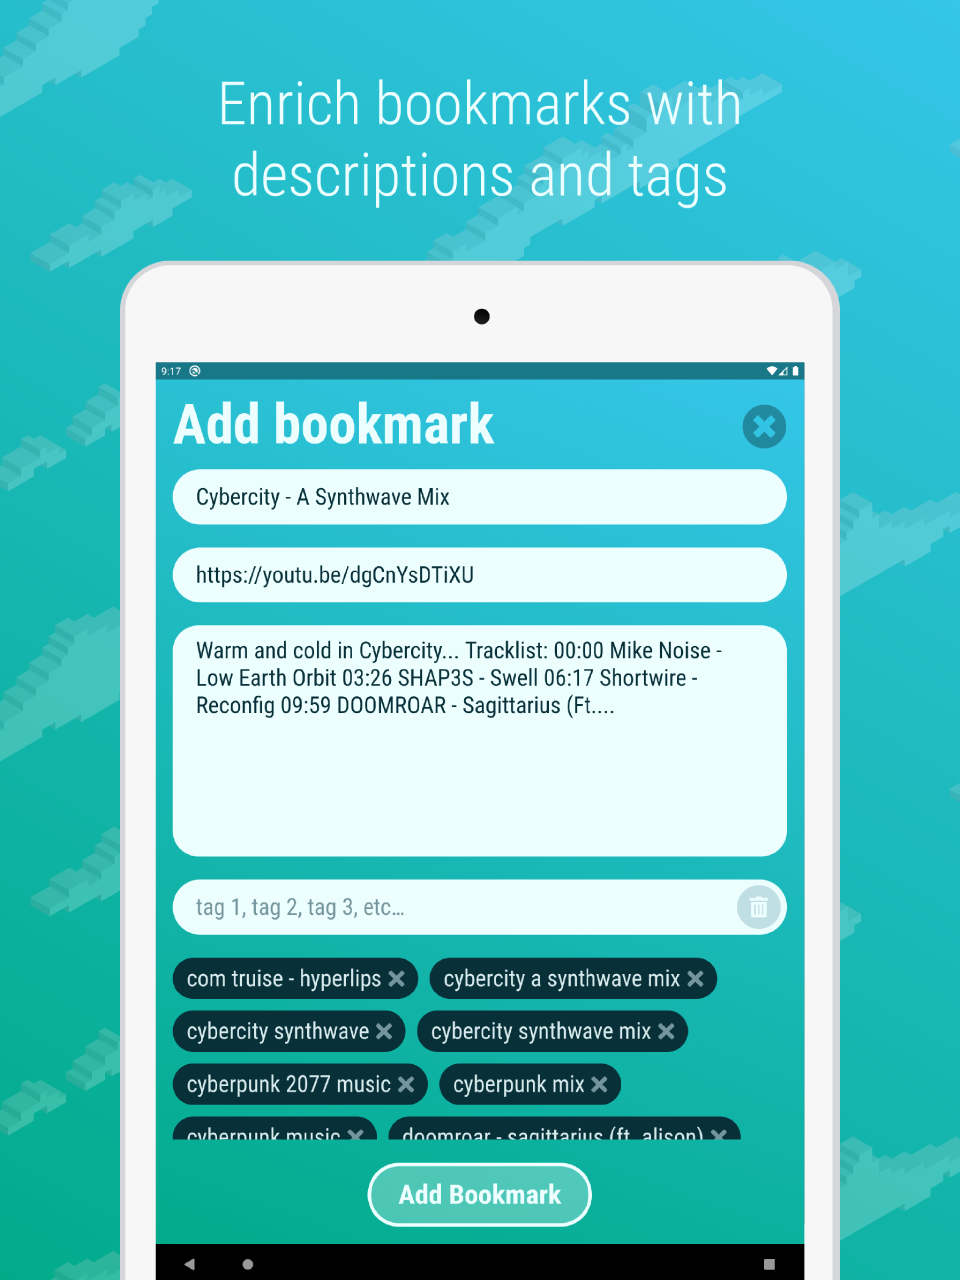 Enrich bookmarks with
descriptions and tags
9:17
Add bookmark
Cybercity - A Synthwave Mix
https://youtu.be/dgCnYsDTiXU
Warm and cold in Cybercity... Tracklist: 00:00 Mike Noise -
Low Earth Orbit 03:26 SHAP3S - Swell 06:17 Shortwire -
Reconfig 09:59 DOOMROAR - Sagittarius (Ft....
tag 1, tag 2, tag 3, etc...
com truise - hyperlips cybercity a synthwave mix
cybercity synthwave cybercity synthwave mix
cyberpunk 2077 music cyberpunk mix
cyberpunk music doomroar - sagittarius (ft. alison)
Add Bookmark